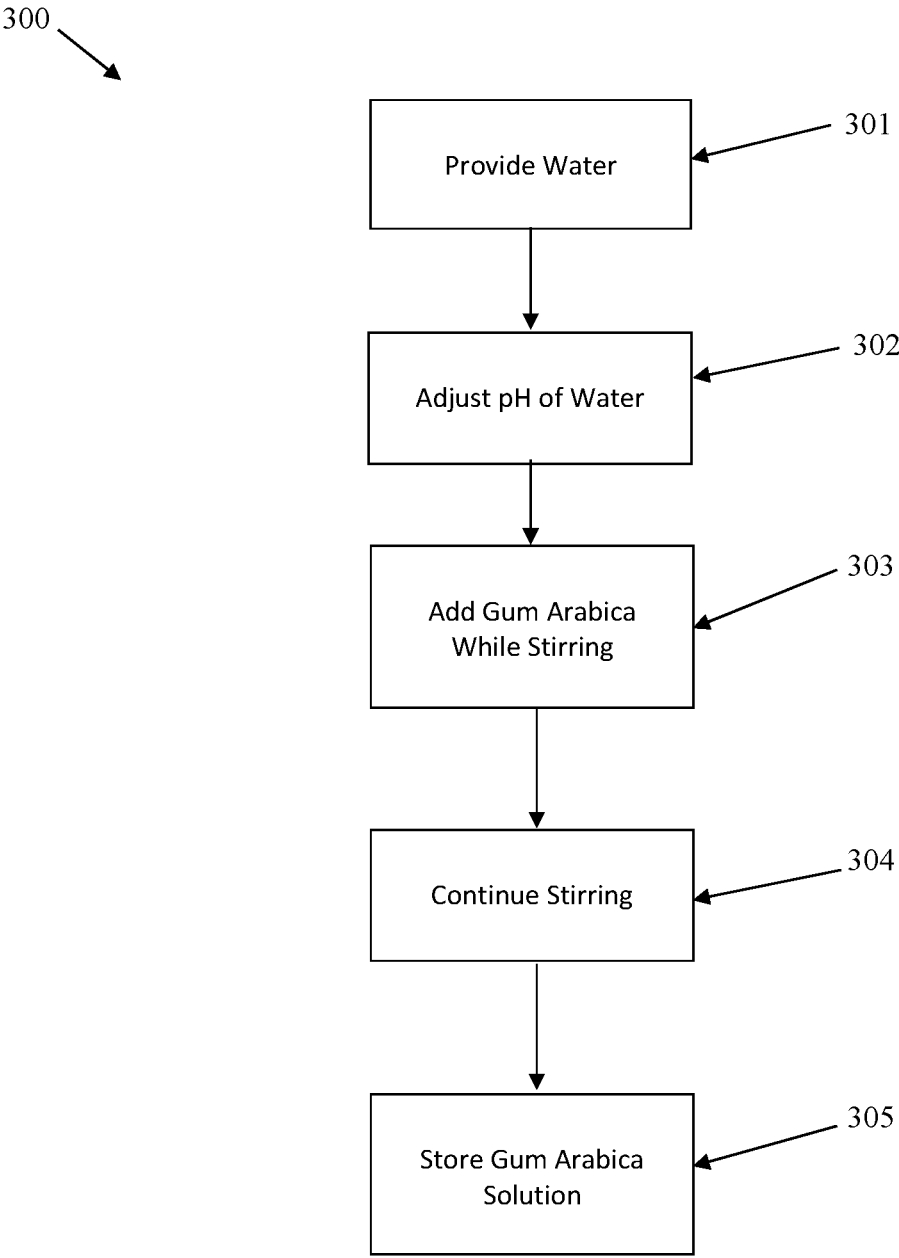 300
Provide Water
301
Adjust pH of Water
302
Add Gum Arabica
While Stirring
303
Continue Stirring
304
Store Gum Arabica
Solution
305